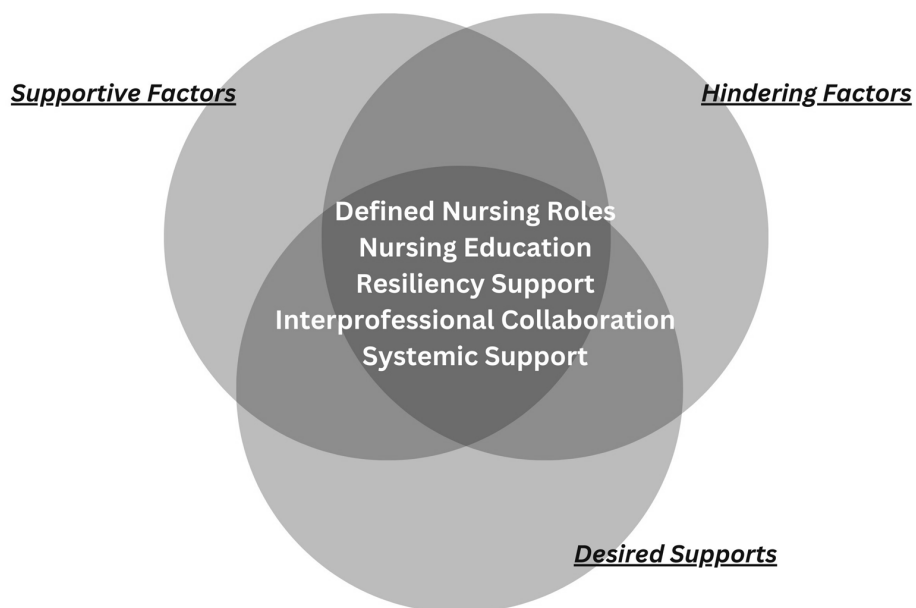 Supportive Factors
Hindering Factors
Defined Nursing Roles
Nursing Education
Resiliency Support
Interprofessional Collaboration
Systemic Support
Desired Supports